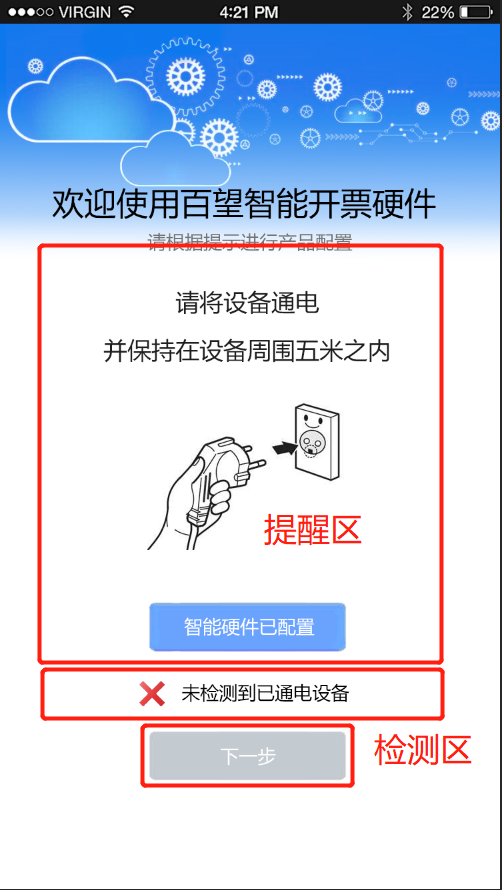 VIRGIN 4:21 PM 22%
欢迎使用百望智能开票硬件
请根据提示进行产品配置
请将设备通电
并保持在设备周围五米之内
提醒区
智能硬件已配置
未检测到已通电设备
下一步
检测区